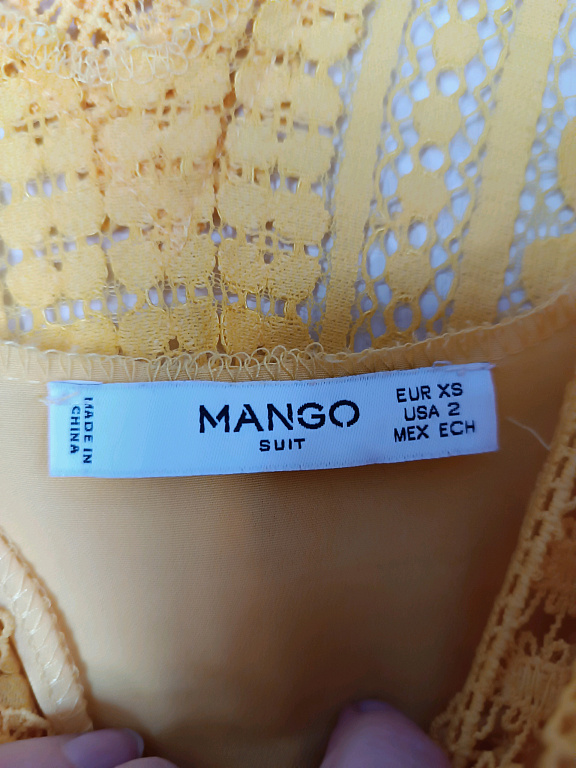 MADE IN
CHINA
MANGO
SUIT
EUR XS
USA 2
MEX ECH